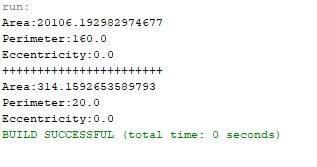 run:
Area:20106.192982974677
Perimeter:160.0
Eccentricity:0.0
+++++++++++++++++++++++
Area:314.1592653589793
Perimeter:20.0
Eccentricity:0.0
BUILD SUCCESSFUL (total time: 0 seconds)